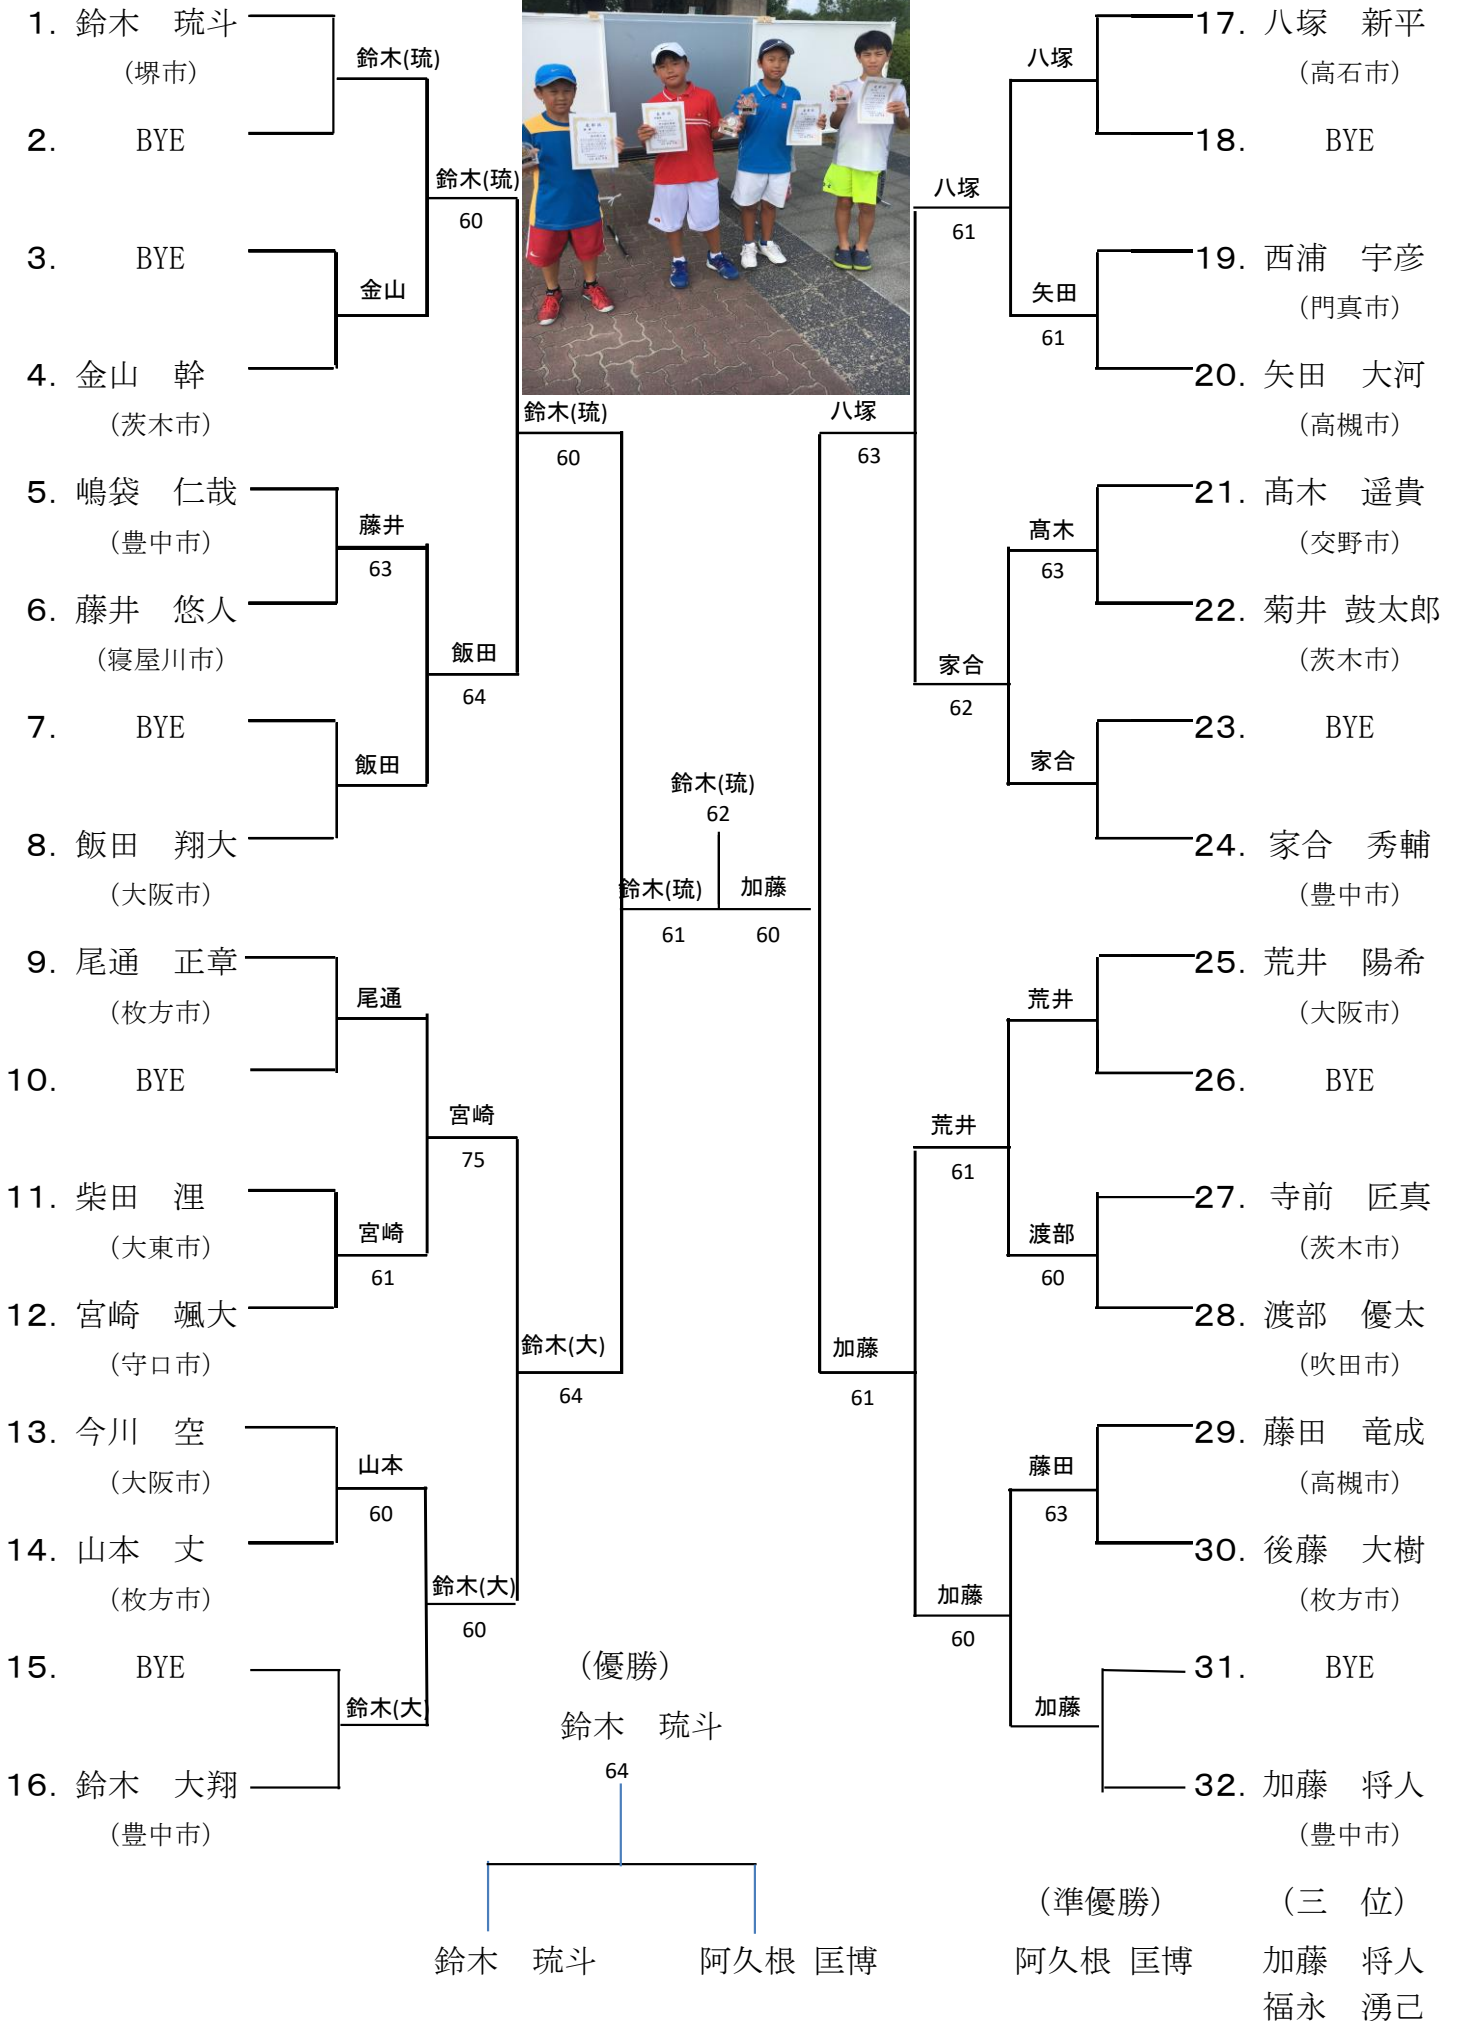 1. 鈴木　琉斗
(堺市)
2. BYE
3. BYE
4. 金山　幹
(茨木市)
5. 嶋袋　仁哉
(豊中市)
6. 藤井　悠人
(寝屋川市)
7. BYE
8. 飯田　翔大
(大阪市)
9. 尾通　正章
(枚方市)
10. BYE
11. 柴田　浬
(大東市)
12. 宮崎　颯大
(守口市)
13. 今川　空
(大阪市)
14. 山本　丈
(枚方市)
15. BYE
16. 鈴木　大翔
(豊中市)
鈴木(琉)
金山
藤井
63
飯田
尾通
宮崎
61
山本
60
鈴木(大)
鈴木(琉)
60
飯田
64
宮崎
75
鈴木(大)
60
鈴木(琉)
60
鈴木(大)
64
鈴木(琉)
62
鈴木(琉)
61
加藤
60
八塚
63
加藤
61
八塚
61
家合
62
荒井
61
加藤
60
八塚
矢田
61
髙木
63
家合
荒井
渡部
60
藤田
63
加藤
17. 八塚　新平
(高石市)
18. BYE
19. 西浦　宇彦
(門真市)
20. 矢田　大河
(高槻市)
21. 髙木　遥貴
(交野市)
22. 菊井 鼓太郎
(茨木市)
23. BYE
24. 家合　秀輔
(豊中市)
25. 荒井　陽希
(大阪市)
26. BYE
27. 寺前　匠真
(茨木市)
28. 渡部　優太
(吹田市)
29. 藤田　竜成
(高槻市)
30. 後藤　大樹
(枚方市)
31. BYE
32. 加藤　将人
(豊中市)
(優勝)
鈴木　琉斗
64
鈴木　琉斗
阿久根 匡博
(準優勝)
阿久根 匡博
(三　位)
加藤　将人
福永　湧己